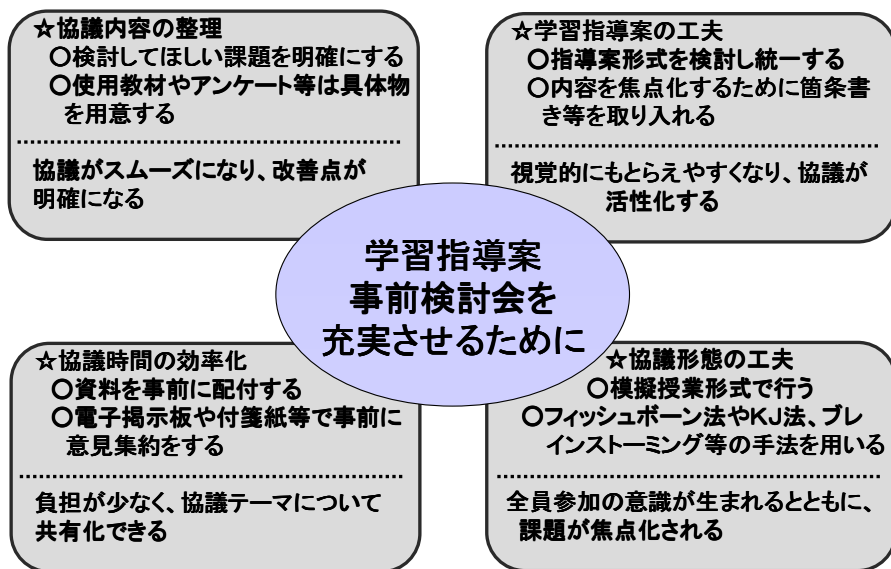 ☆協議内容の整理
○検討してほしい課題を明確にする
○使用教材やアンケート等は具体物
を用意する
協議がスムーズになり、改善点が
明確になる
☆学習指導案の工夫
○指導案形式を検討し統一する
○内容を焦点化するために箇条書
き等を取り入れる
視覚的にもとらえやすくなり、協議が
活性化する
学習指導案
事前検討会を
充実させるために
☆協議時間の効率化
○資料を事前に配付する
○電子掲示板や付箋紙等で事前に
意見集約をする
負担が少なく、協議テーマについて
共有化できる
☆協議形態の工夫
○模擬授業形式で行う
○フィッシュボーン法やKJ法、ブレ
インストーミング等の手法を用いる
全員参加の意識が生まれるとともに、
課題が焦点化される